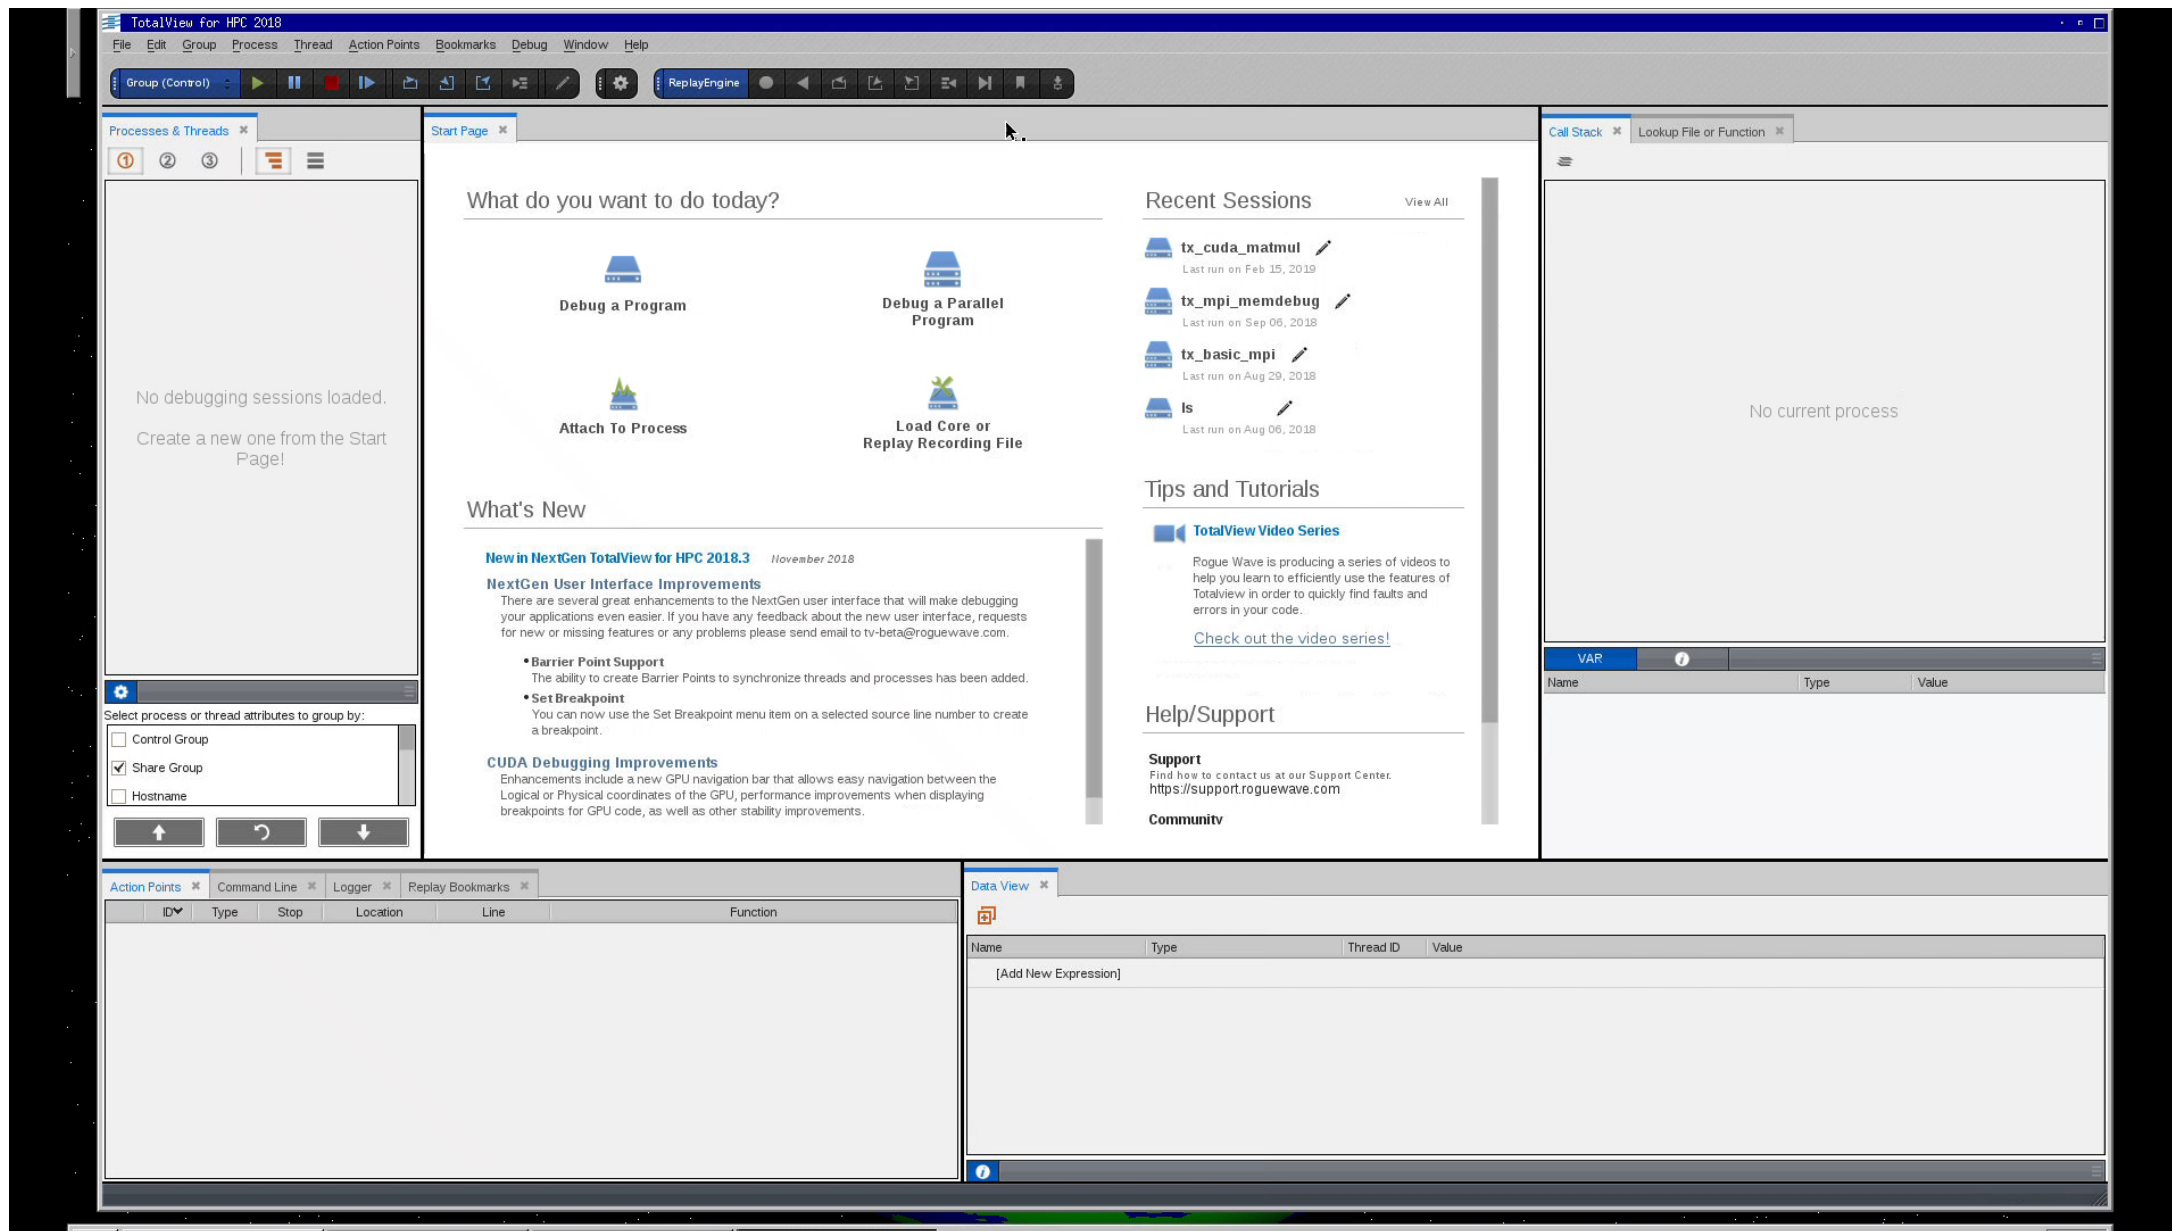 TotalView for HPC 2018
File Edit Group Process Thread Action Points Bookmarks Debug Window Help
Group (Control)
ReplayEngine
Processes & Threads
1 2 3
No debugging sessions loaded.
Create a new one from the Start
Page!
Select process or thread attributes to group by:
Control Group
Share Group
Hostname
Start Page
What do you want to do today?
Debug a Program
Debug a Parallel
Program
Attach To Process
Load Core or
Replay Recording File
What's New
New in NextGen TotalView for HPC 2018.3 November 2018
NextGen User Interface Improvements
There are several great enhancements to the NextGen user interface that will make debugging
your applications even easier. If you have any feedback about the new user interface, requests
for new or missing features or any problems please send email to tv-beta@roguewave.com.
• Barrier Point Support
The ability to create Barrier Points to synchronize threads and processes has been added.
• Set Breakpoint
You can now use the Set Breakpoint menu item on a selected source line number to create
a breakpoint.
CUDA Debugging Improvements
Enhancements include a new GPU navigation bar that allows easy navigation between the
Logical or Physical coordinates of the GPU, performance improvements when displaying
breakpoints for GPU code, as well as other stability improvements.
Recent Sessions View All
tx_cuda_matmul
Last run on Feb 15, 2019
tx_mpi_memdebug
Last run on Sep 06, 2018
tx_basic_mpi
Last run on Aug 29, 2018
ls
Last run on Aug 06, 2018
Tips and Tutorials
TotalView Video Series
Rogue Wave is producing a series of videos to
help you learn to efficiently use the features of
Totalview in order to quickly find faults and
errors in your code.
Check out the video series!
Help/Support
Support
Find how to contact us at our Support Center.
https://support.roguewave.com
Community
Call Stack Lookup File or Function
No current process
VAR i
Name Type Value
Action Points Command Line Logger Replay Bookmarks
ID Type Stop Location Line Function
Data View
Name Type Thread ID Value
[Add New Expression]
i